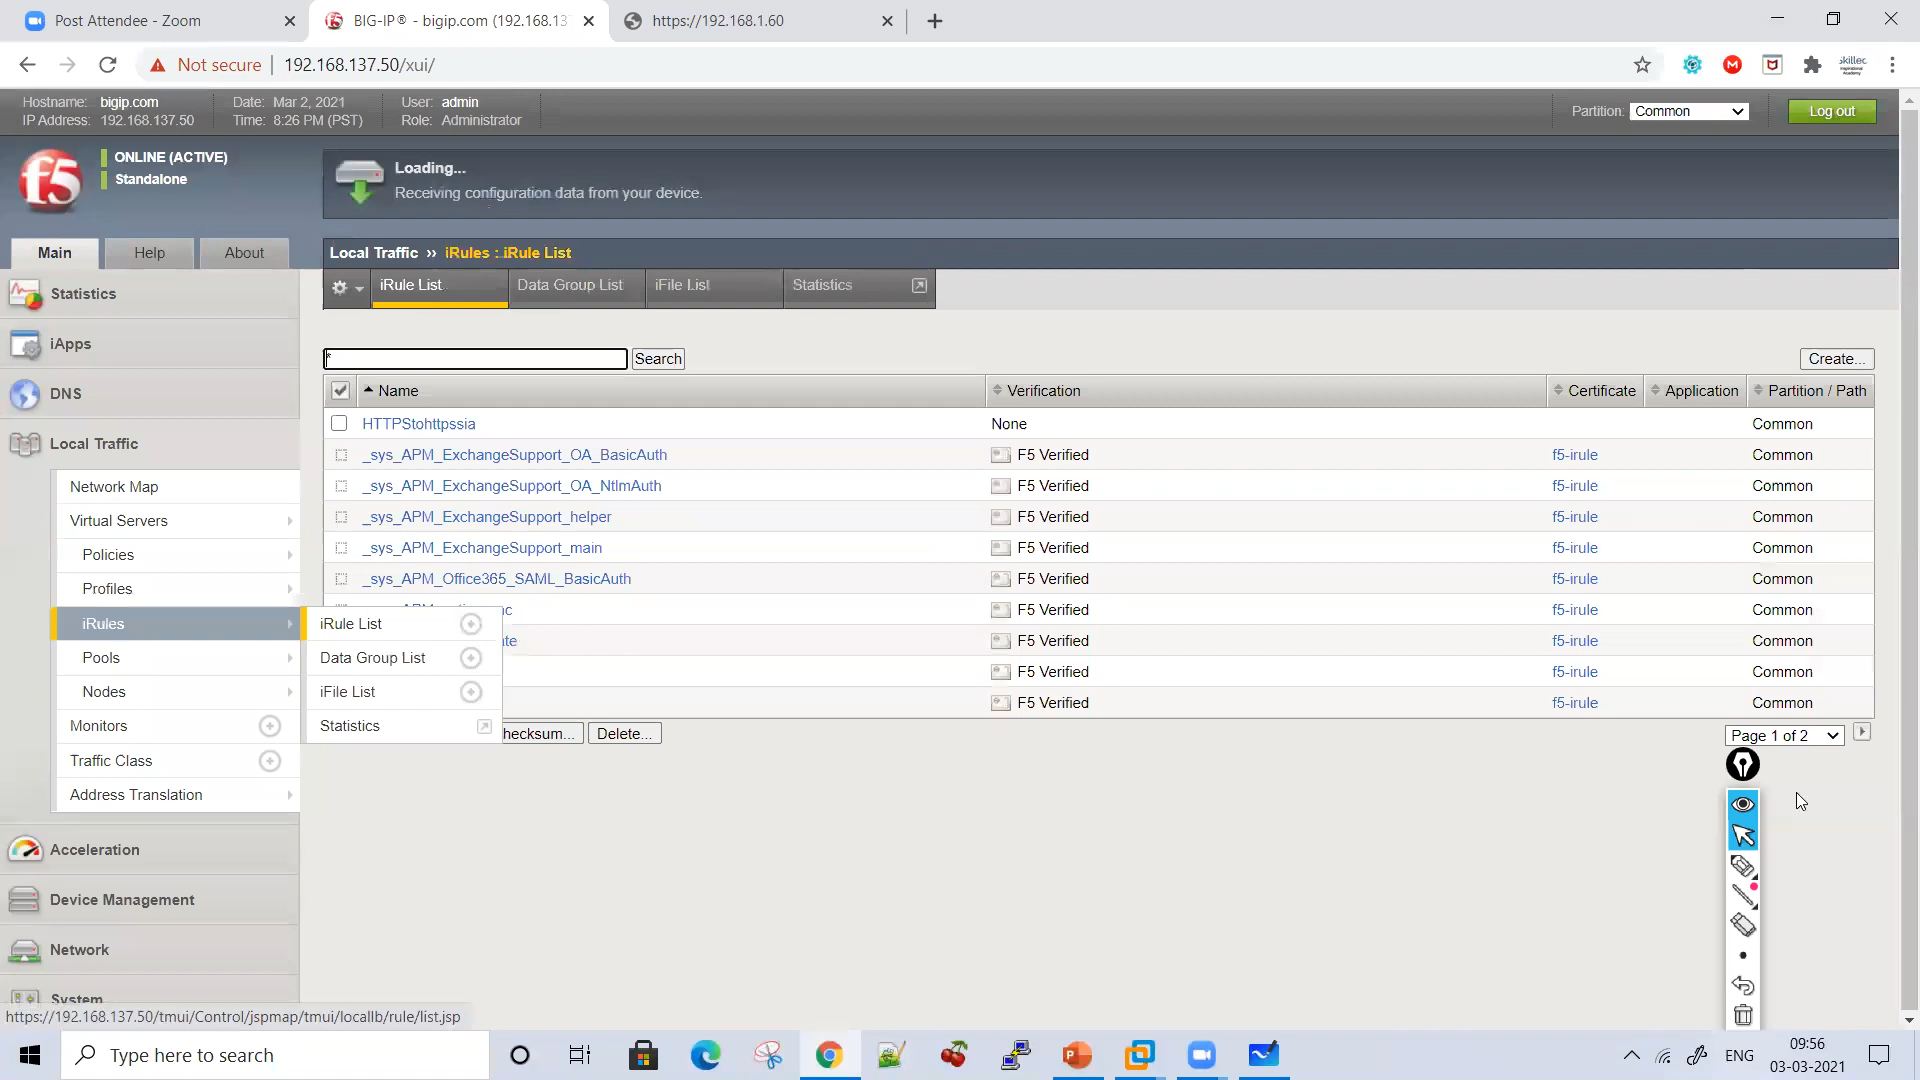 Post Attendee - Zoom
BIG-IP® - bigip.com (192.168.13
https://192.168.1.60
Not secure
192.168.137.50/xui/
skillec
Inspirational
Academy
Hostname: bigip.com
IP Address: 192.168.137.50
Date: Mar 2, 2021
Time: 8:26 PM (PST)
User: admin
Role: Administrator
Partition: Common
Log out
f5
ONLINE (ACTIVE)
Standalone
Loading...
Receiving configuration data from your device.
Main
Help
About
Local Traffic ›› iRules : iRule List
iRule List
Data Group List
iFile List
Statistics
Statistics
iApps
DNS
Local Traffic
Network Map
Virtual Servers
Policies
Profiles
iRules
Pools
Nodes
Monitors
Traffic Class
Address Translation
Acceleration
Device Management
Network
System
iRule List
Data Group List
iFile List
Statistics
*
Search
Create...
Name Verification Certificate Application Partition / Path
HTTPStohttpssia None Common
_sys_APM_ExchangeSupport_OA_BasicAuth F5 Verified f5-irule Common
_sys_APM_ExchangeSupport_OA_NtlmAuth F5 Verified f5-irule Common
_sys_APM_ExchangeSupport_helper F5 Verified f5-irule Common
_sys_APM_ExchangeSupport_main F5 Verified f5-irule Common
_sys_APM_Office365_SAML_BasicAuth F5 Verified f5-irule Common
nc F5 Verified f5-irule Common
te F5 Verified f5-irule Common
F5 Verified f5-irule Common
F5 Verified f5-irule Common
hecksum...
Delete...
Page 1 of 2
https://192.168.137.50/tmui/Control/jspmap/tmui/locallb/rule/list.jsp
Type here to search
ENG
09:56
03-03-2021